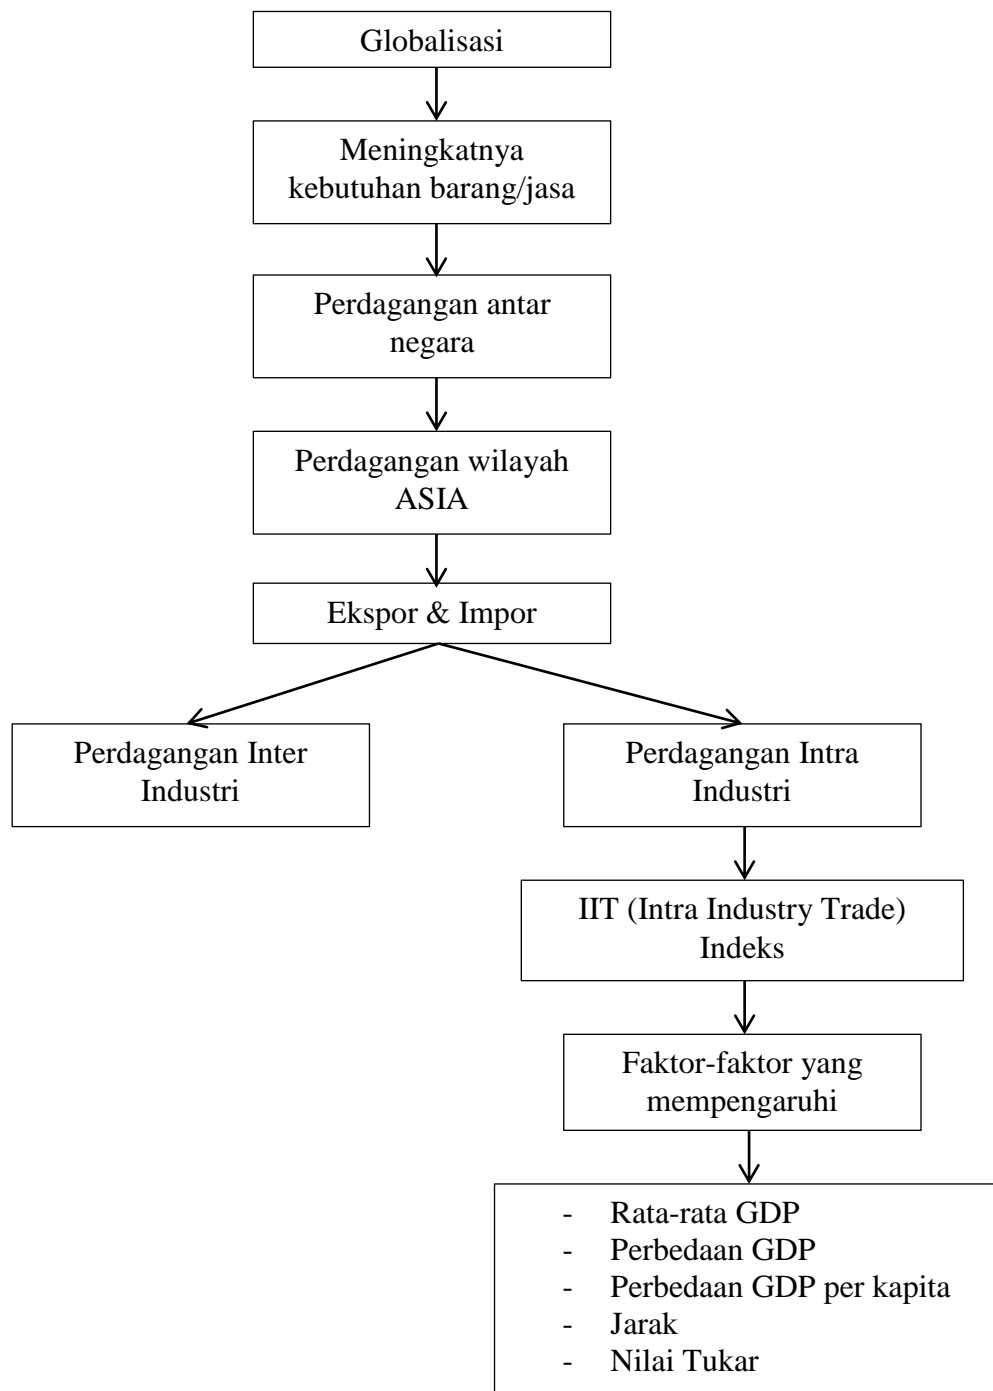 Globalisasi
Meningkatnya
kebutuhan barang/jasa
Perdagangan antar
negara
Perdagangan wilayah
ASIA
Ekspor & Impor
Perdagangan Inter
Industri
Perdagangan Intra
Industri
IIT (Intra Industry Trade)
Indeks
Faktor-faktor yang
mempengaruhi
- Rata-rata GDP
- Perbedaan GDP
- Perbedaan GDP per kapita
- Jarak
- Nilai Tukar